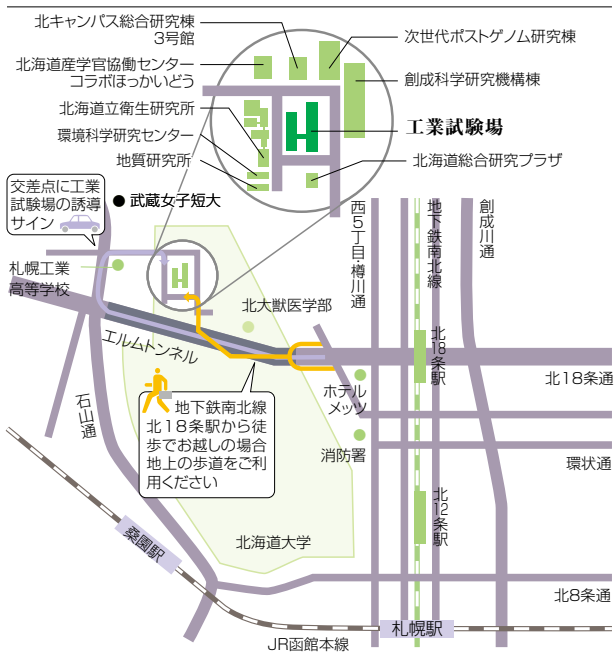 北キャンパス総合研究棟
3号館
次世代ポストゲノム研究棟
北海道産学官協働センター
コラボほっかいどう
創成科学研究機構棟
北海道立衛生研究所
工業試験場
環境科学研究センター
地質研究所
北海道総合研究プラザ
交差点に工業
試験場の誘導
サイン
武蔵女子短大
西5丁目・樽川通
地下鉄南北線
創成川通
札幌工業
高等学校
北大獣医学部
エルムトンネル
北18条駅
北18条通
ホテル
メッツ
石山通
地下鉄南北線
北18条駅から徒
歩でお越しの場合
地上の歩道をご利
用ください
消防署
環状通
北12条駅
桑園駅
北海道大学
北8条通
札幌駅
JR函館本線